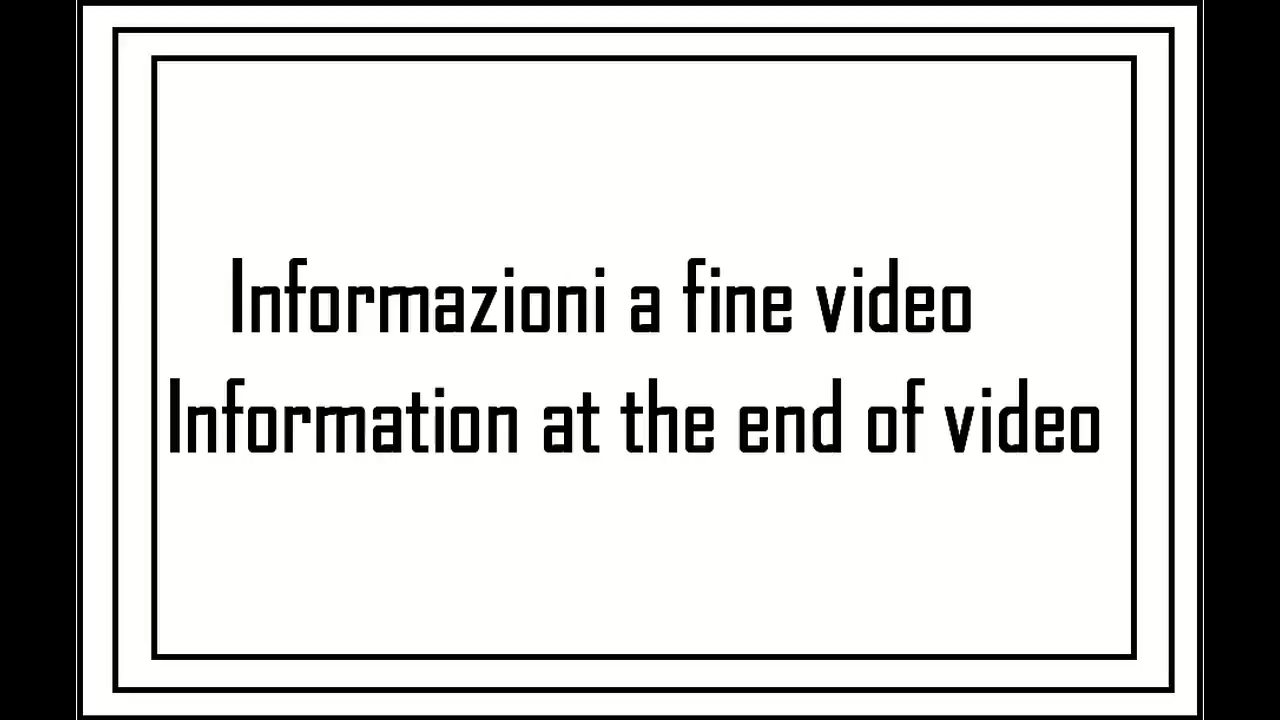 Informazioni a fine video
Information at the end of video